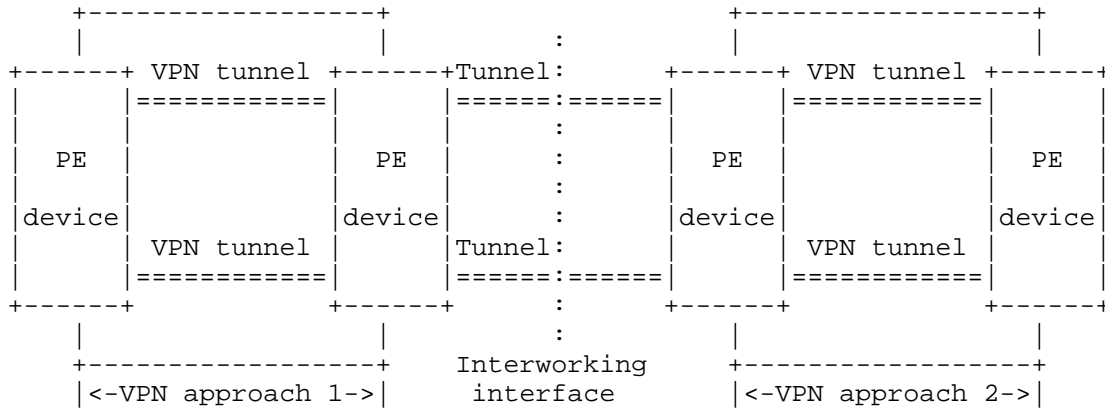 :
VPN tunnel Tunnel: VPN tunnel
:
:
PE PE : PE PE
:
device device : device device
VPN tunnel Tunnel: VPN tunnel
:
:
:
Interworking
|<-VPN approach 1->| interface |<-VPN approach 2->|